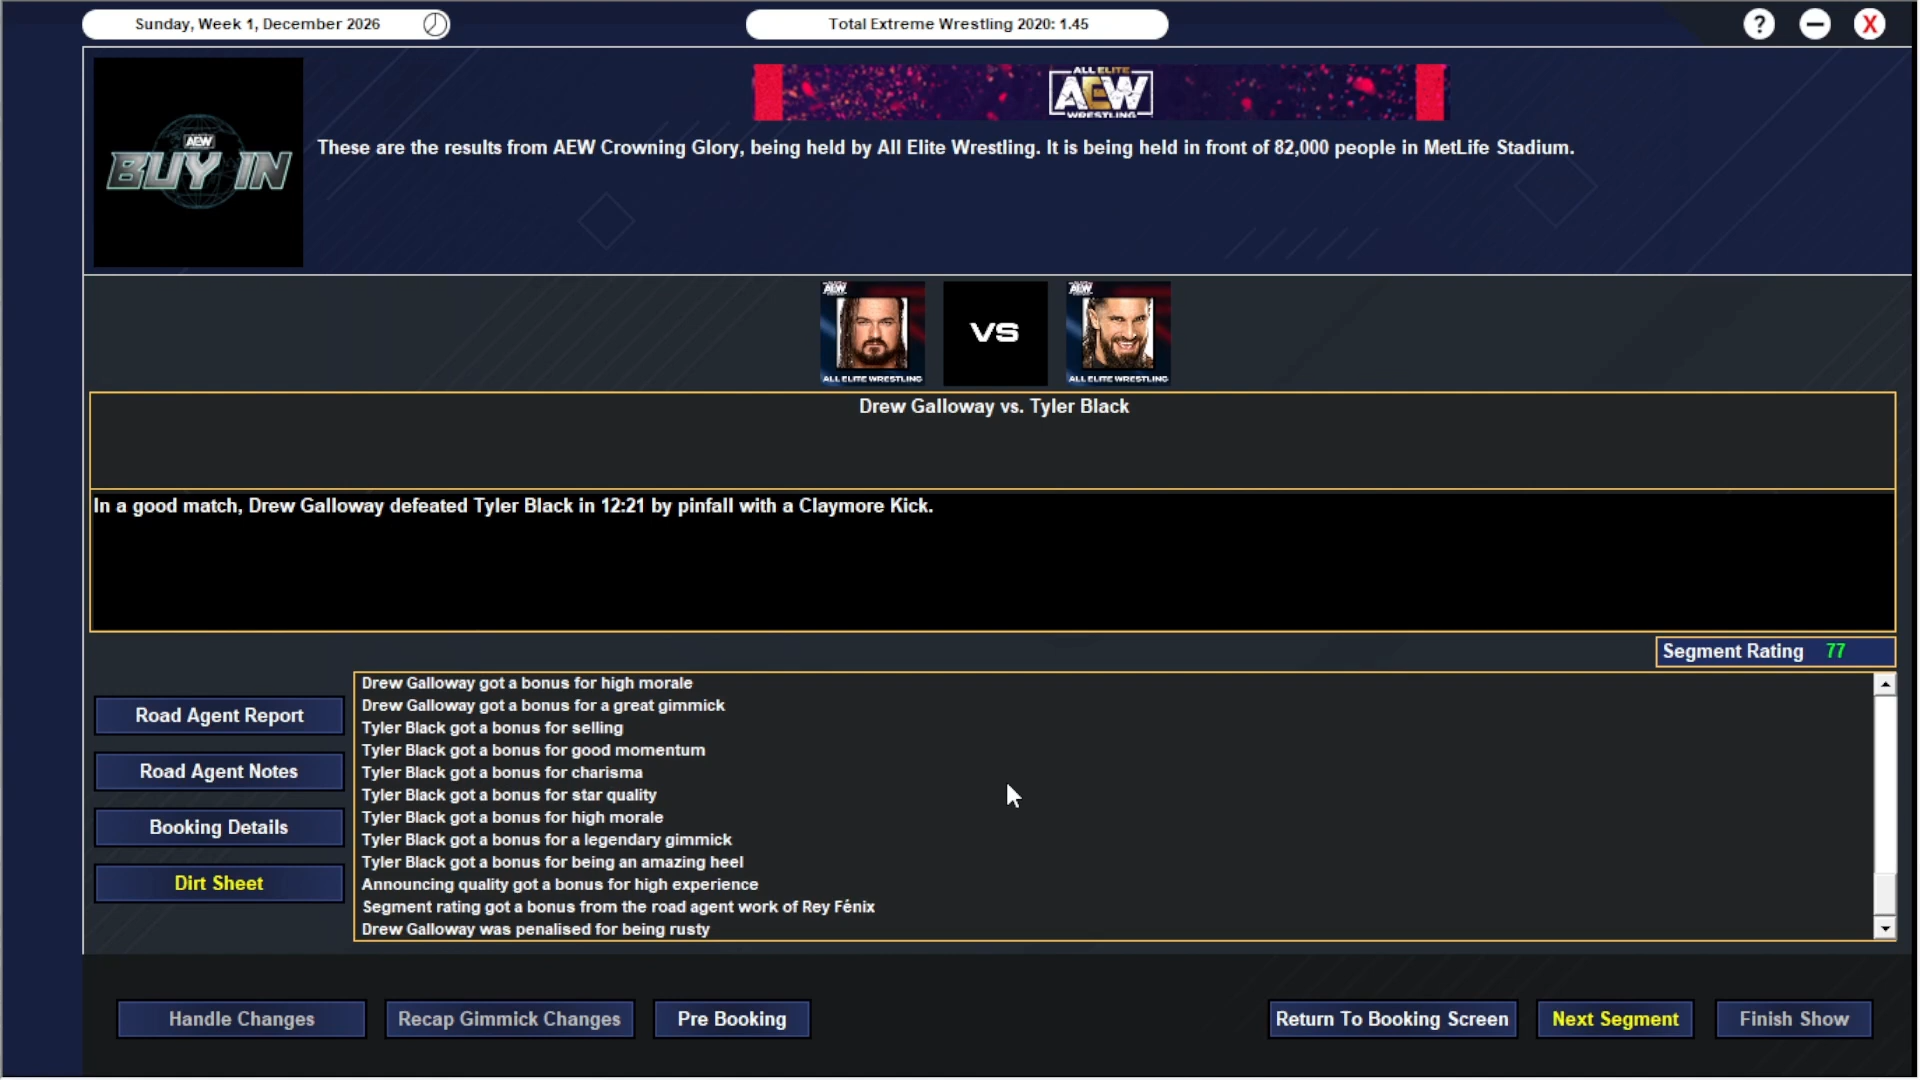 Sunday, Week 1, December 2026
Total Extreme Wrestling 2020: 1.45
?
X
ALL ELITE
AEW
WRESTLING
AEW
BUY IN
These are the results from AEW Crowning Glory, being held by All Elite Wrestling. It is being held in front of 82,000 people in MetLife Stadium.
AEW
ALL ELITE WRESTLING
VS
AEW
ALL ELITE WRESTLING
Drew Galloway vs. Tyler Black
In a good match, Drew Galloway defeated Tyler Black in 12:21 by pinfall with a Claymore Kick.
Segment Rating 77
Road Agent Report
Road Agent Notes
Booking Details
Dirt Sheet
Drew Galloway got a bonus for high morale
Drew Galloway got a bonus for a great gimmick
Tyler Black got a bonus for selling
Tyler Black got a bonus for good momentum
Tyler Black got a bonus for charisma
Tyler Black got a bonus for star quality
Tyler Black got a bonus for high morale
Tyler Black got a bonus for a legendary gimmick
Tyler Black got a bonus for being an amazing heel
Announcing quality got a bonus for high experience
Segment rating got a bonus from the road agent work of Rey Fénix
Drew Galloway was penalised for being rusty
Handle Changes
Recap Gimmick Changes
Pre Booking
Return To Booking Screen
Next Segment
Finish Show